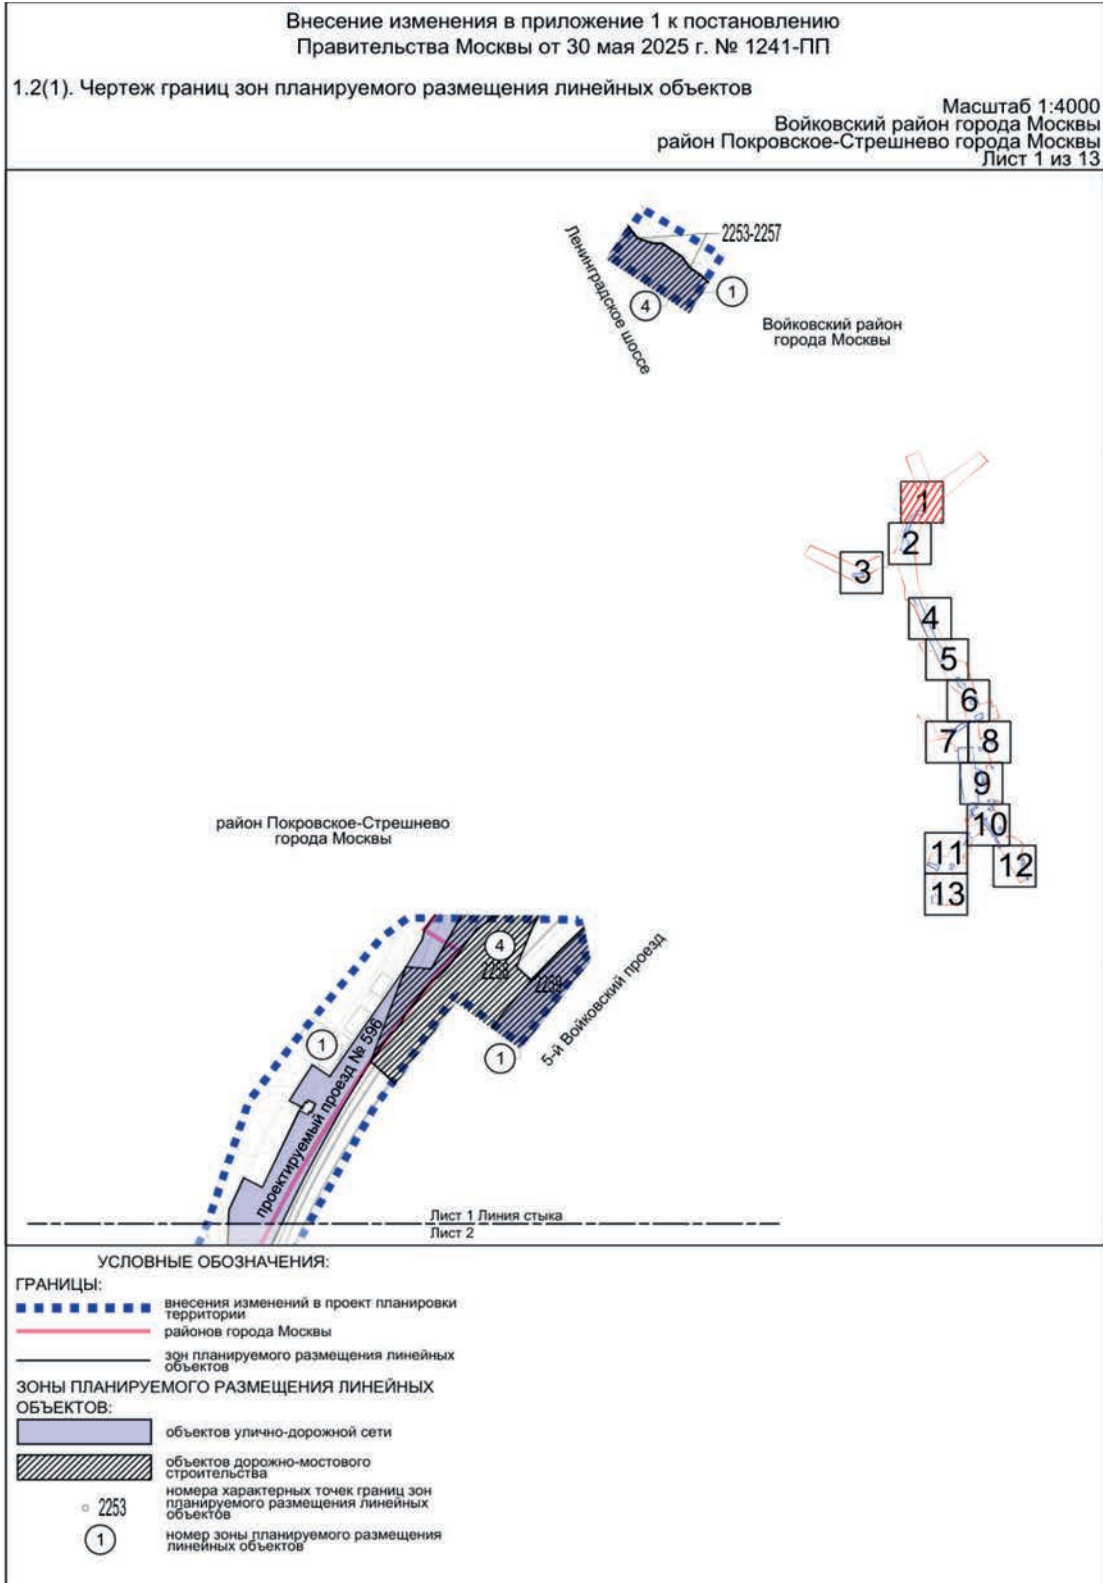 Внесение изменения в приложение 1 к постановлению
Правительства Москвы от 30 мая 2025 г. № 1241-ПП
1.2(1). Чертеж границ зон планируемого размещения линейных объектов
Масштаб 1:4000
Войковский район города Москвы
район Покровское-Стрешнево города Москвы
Лист 1 из 13
2253-2257
Ленинградское шоссе
4
1
Войковский район
города Москвы
1
2
3
4
5
6
7
8
9
10
11
12
13
район Покровское-Стрешнево
города Москвы
4
2258
2259
5-й Войковский проезд
1
1
проектируемый проезд № 596
Лист 1 Линия стыка
Лист 2
УСЛОВНЫЕ ОБОЗНАЧЕНИЯ:
ГРАНИЦЫ:
внесения изменений в проект планировки
территории
районов города Москвы
зон планируемого размещения линейных
объектов
ЗОНЫ ПЛАНИРУЕМОГО РАЗМЕЩЕНИЯ ЛИНЕЙНЫХ
ОБЪЕКТОВ:
объектов улично-дорожной сети
объектов дорожно-мостового
строительства
2253
номера характерных точек границ зон
планируемого размещения линейных
объектов
1
номер зоны планируемого размещения
линейных объектов